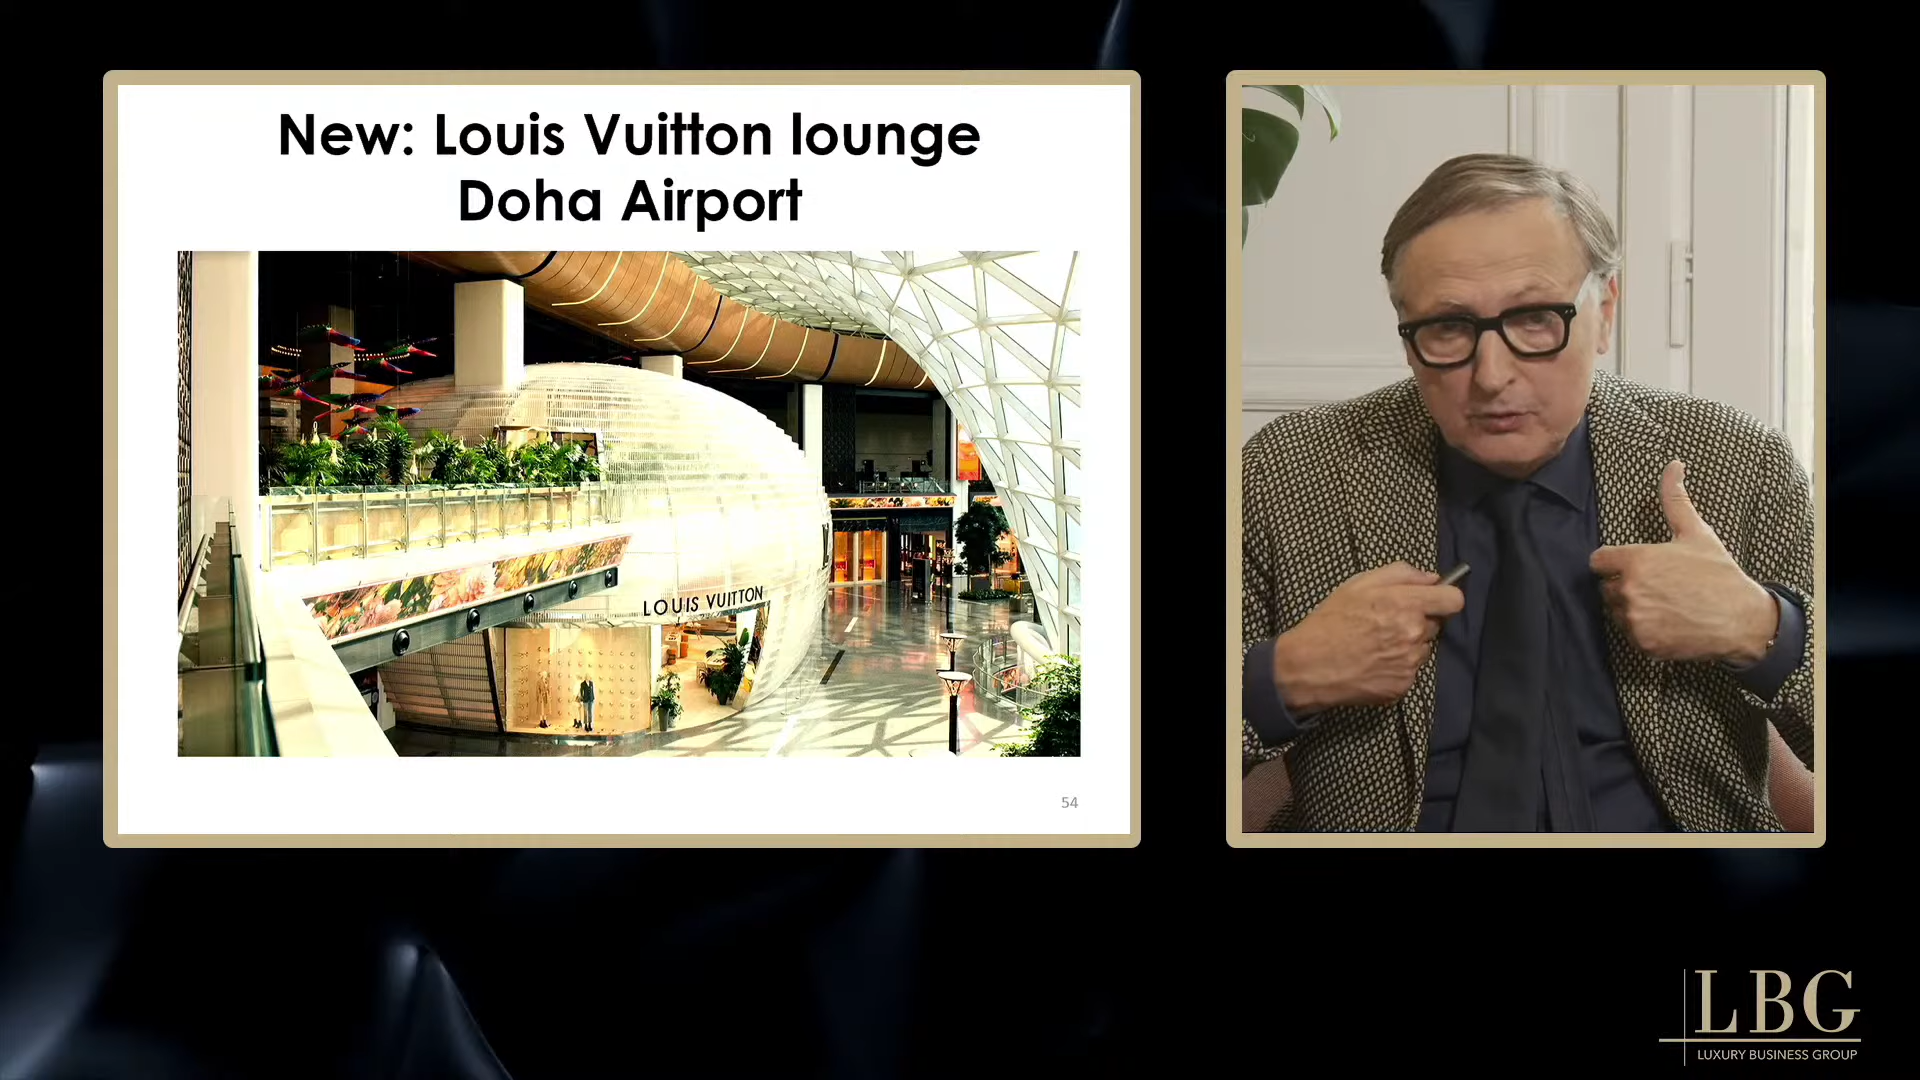 New: Louis Vuitton lounge
Doha Airport
LOUIS VUITTON
54
LBG
LUXURY BUSINESS GROUP